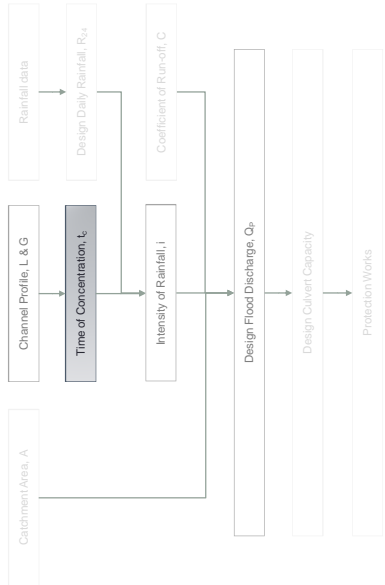 Rainfall data
Design Daily Rainfall, R24
Coefficient of Run-off, C
Channel Profile, L & G
Time of Concentration, tc
Intensity of Rainfall, i
Catchment Area, A
Design Flood Discharge, QP
Design Culvert Capacity
Protection Works